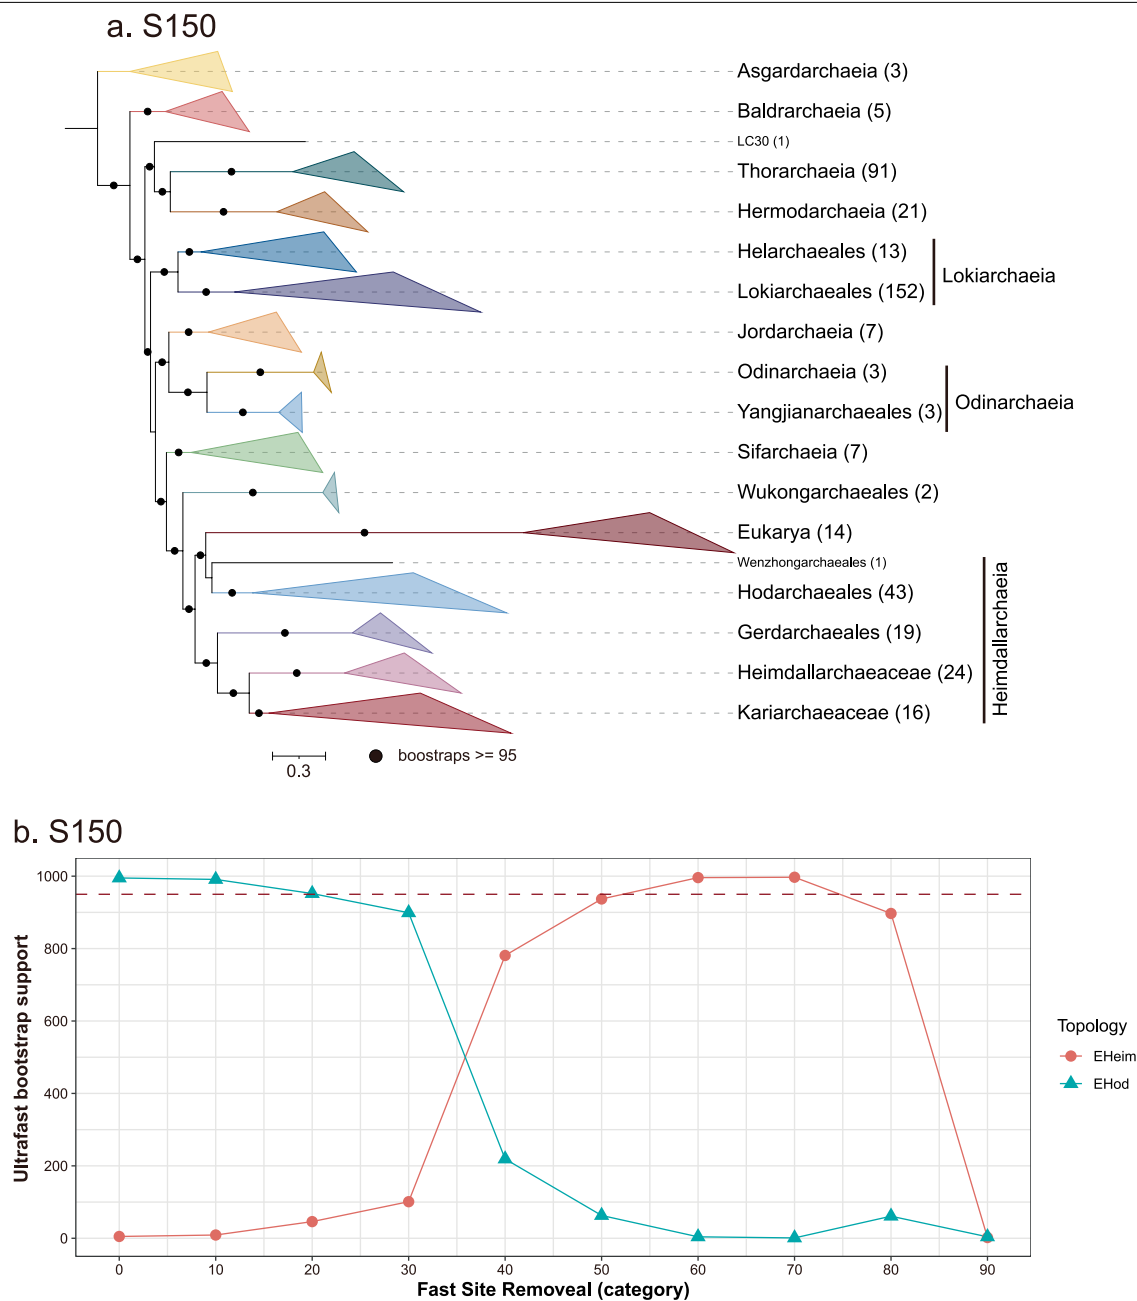 a. S150
Asgardarchaeia (3)
Baldrarchaeia (5)
LC30 (1)
Thorarchaeia (91)
Hermodarchaeia (21)
Helarchaeales (13)
Lokiarchaeia
Lokiarchaeales (152)
Jordarchaeia (7)
Odinarchaeia (3)
Odinarchaeia
Yangjianarchaeales (3)
Sifarchaeia (7)
Wukongarchaeales (2)
Eukarya (14)
Wenzhongarchaeales (1)
Hodarchaeales (43)
Gerdarchaeales (19)
Heimdallarchaeaceae (24)
Kariarchaeaceae (16)
Heimdallarchaeia
0.3
boostraps >= 95
b. S150
Ultrafast bootstrap support
1000
800
600
400
200
0
0 10 20 30 40 50 60 70 80 90
Fast Site Removeal (category)
Topology
EHeim
EHod